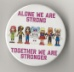 ALONE WE ARE
STRONG
TOGETHER WE ARE
STRONGER